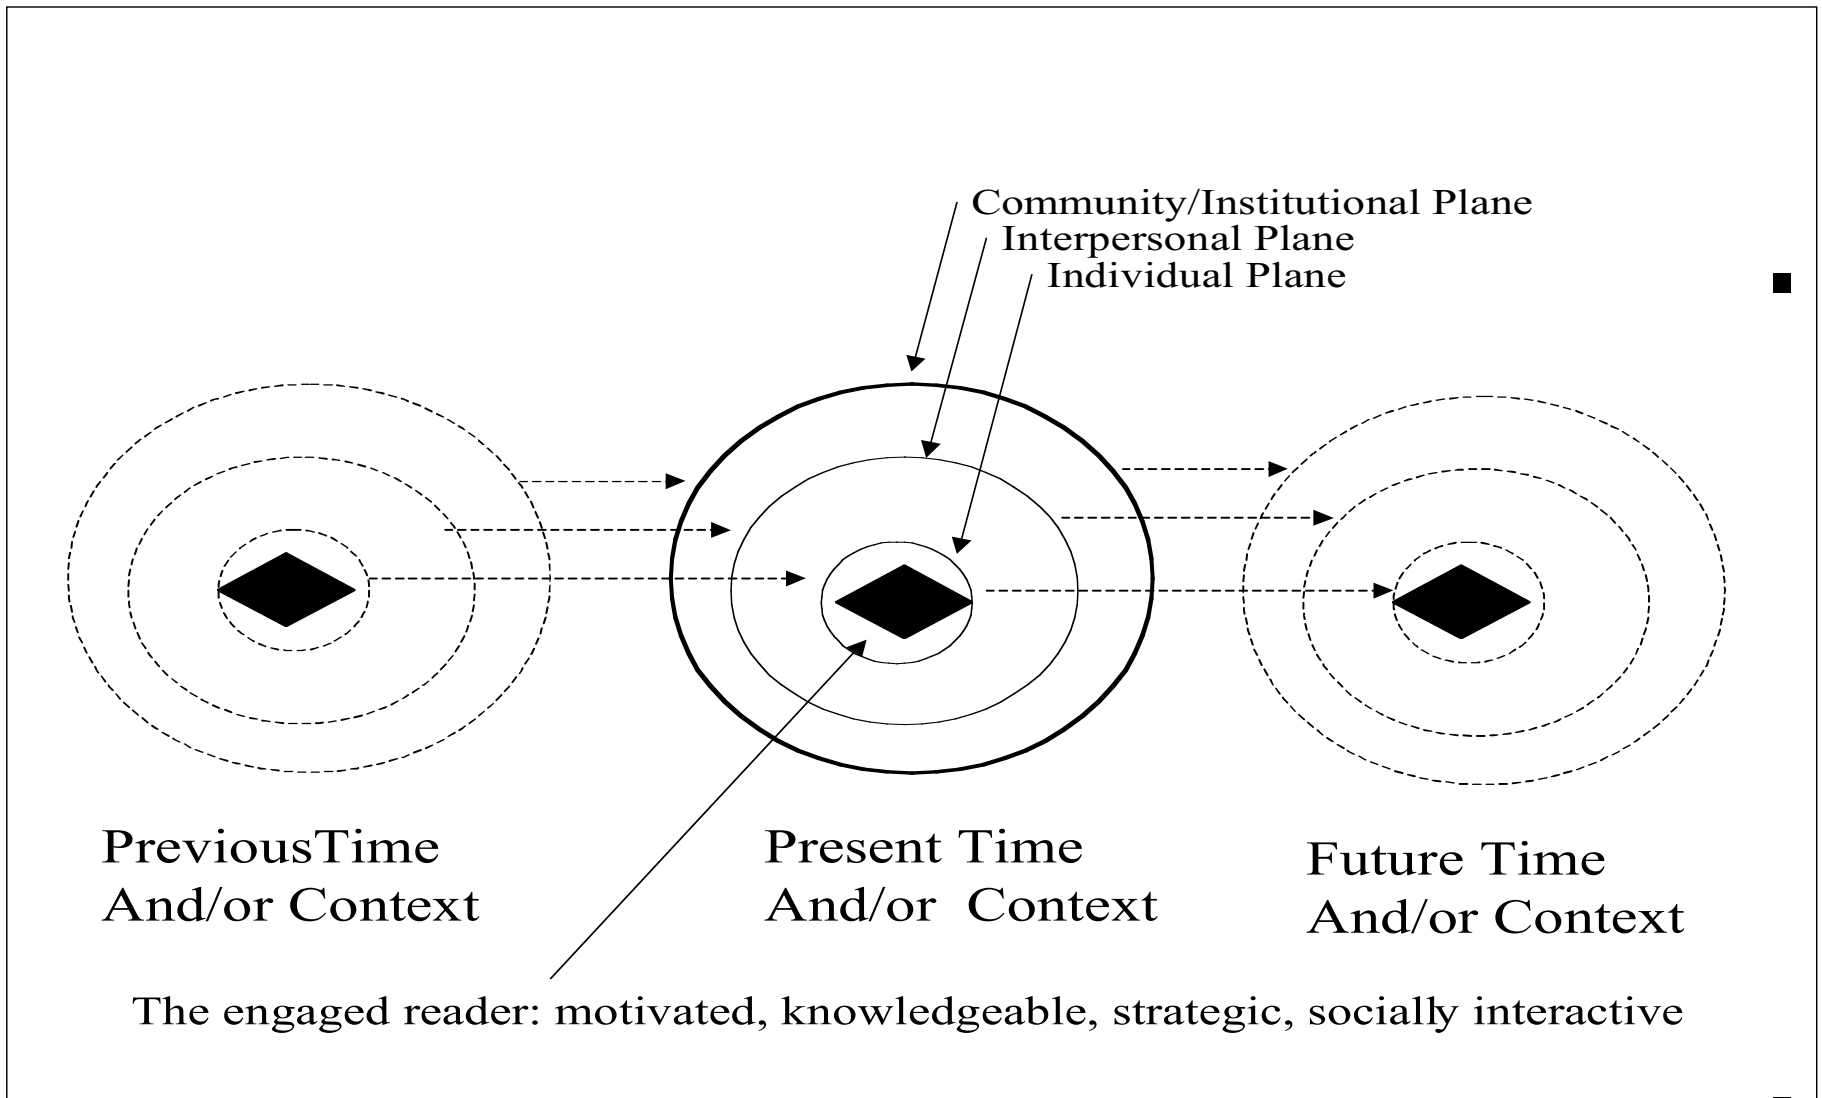 Community/Institutional Plane
Interpersonal Plane
Individual Plane
PreviousTime
And/or Context
Present Time
And/or  Context
Future Time
And/or Context
The engaged reader: motivated, knowledgeable, strategic, socially interactive